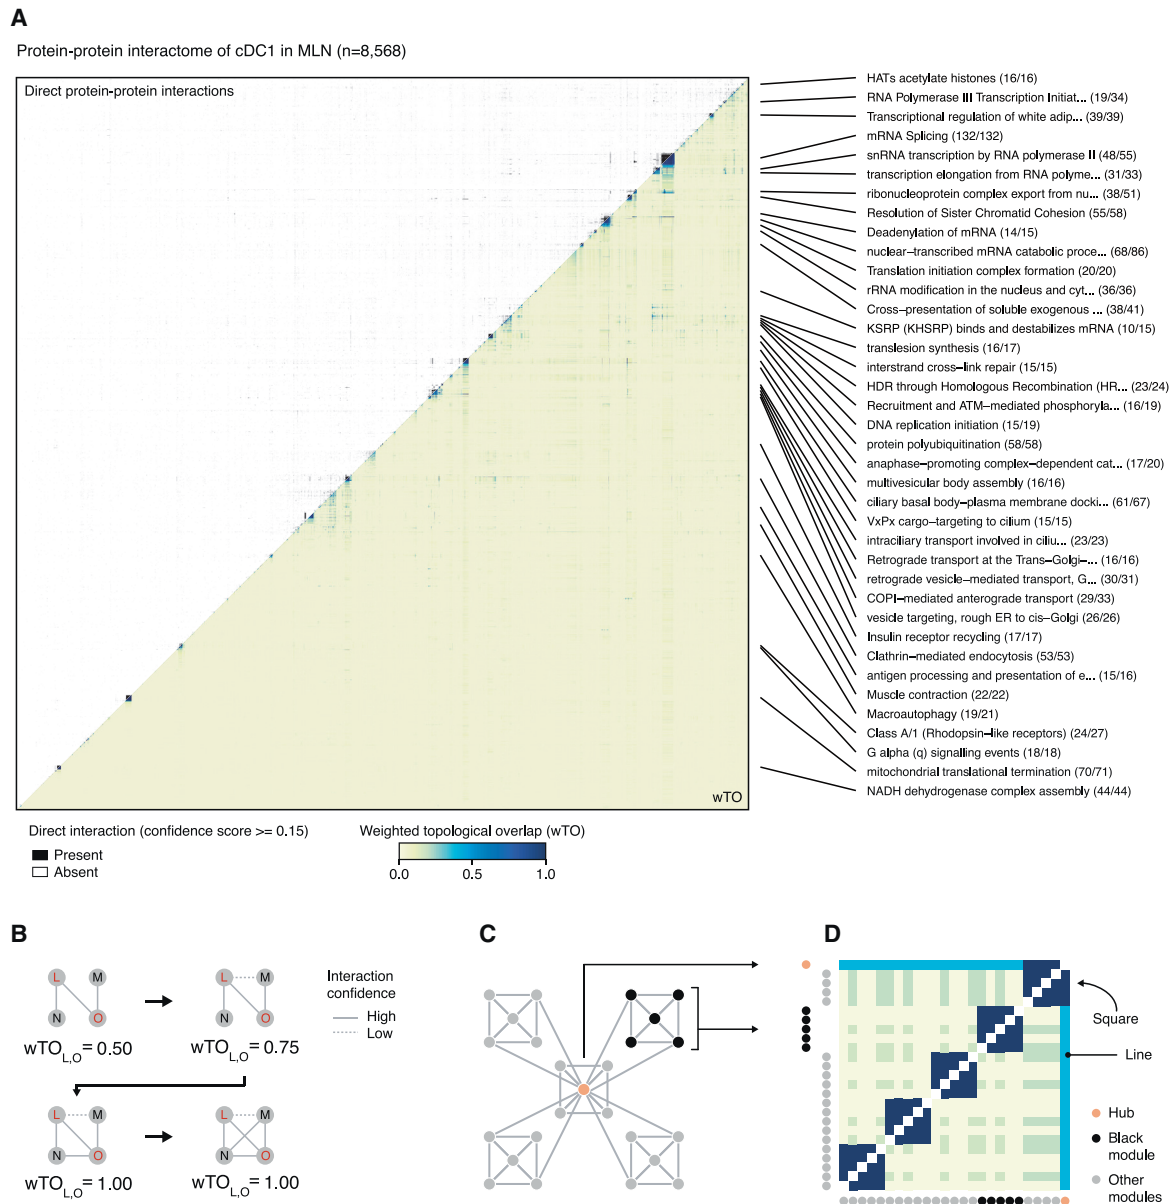 A
Protein-protein interactome of cDC1 in MLN (n=8,568)
Direct protein-protein interactions
wTO
HATs acetylate histones (16/16)
RNA Polymerase III Transcription Initiat... (19/34)
Transcriptional regulation of white adip... (39/39)
mRNA Splicing (132/132)
snRNA transcription by RNA polymerase II (48/55)
transcription elongation from RNA polyme... (31/33)
ribonucleoprotein complex export from nu... (38/51)
Resolution of Sister Chromatid Cohesion (55/58)
Deadenylation of mRNA (14/15)
nuclear−transcribed mRNA catabolic proce... (68/86)
Translation initiation complex formation (20/20)
rRNA modification in the nucleus and cyt... (36/36)
Cross−presentation of soluble exogenous ... (38/41)
KSRP (KHSRP) binds and destabilizes mRNA (10/15)
translesion synthesis (16/17)
interstrand cross−link repair (15/15)
HDR through Homologous Recombination (HR... (23/24)
Recruitment and ATM−mediated phosphoryla... (16/19)
DNA replication initiation (15/19)
protein polyubiquitination (58/58)
anaphase−promoting complex−dependent cat... (17/20)
multivesicular body assembly (16/16)
ciliary basal body−plasma membrane docki... (61/67)
VxPx cargo−targeting to cilium (15/15)
intraciliary transport involved in ciliu... (23/23)
Retrograde transport at the Trans−Golgi−... (16/16)
retrograde vesicle−mediated transport, G... (30/31)
COPI−mediated anterograde transport (29/33)
vesicle targeting, rough ER to cis−Golgi (26/26)
Insulin receptor recycling (17/17)
Clathrin−mediated endocytosis (53/53)
antigen processing and presentation of e... (15/16)
Muscle contraction (22/22)
Macroautophagy (19/21)
Class A/1 (Rhodopsin−like receptors) (24/27)
G alpha (q) signalling events (18/18)
mitochondrial translational termination (70/71)
NADH dehydrogenase complex assembly (44/44)
Direct interaction (confidence score >= 0.15)
Present
Absent
Weighted topological overlap (wTO)
0.0 0.5 1.0
B
L M
N O
wTO L,O = 0.50
L M
N O
wTO L,O = 0.75
L M
N O
wTO L,O = 1.00
L M
N O
wTO L,O = 1.00
Interaction
confidence
High
Low
C
D
Square
Line
Hub
Black
module
Other
modules